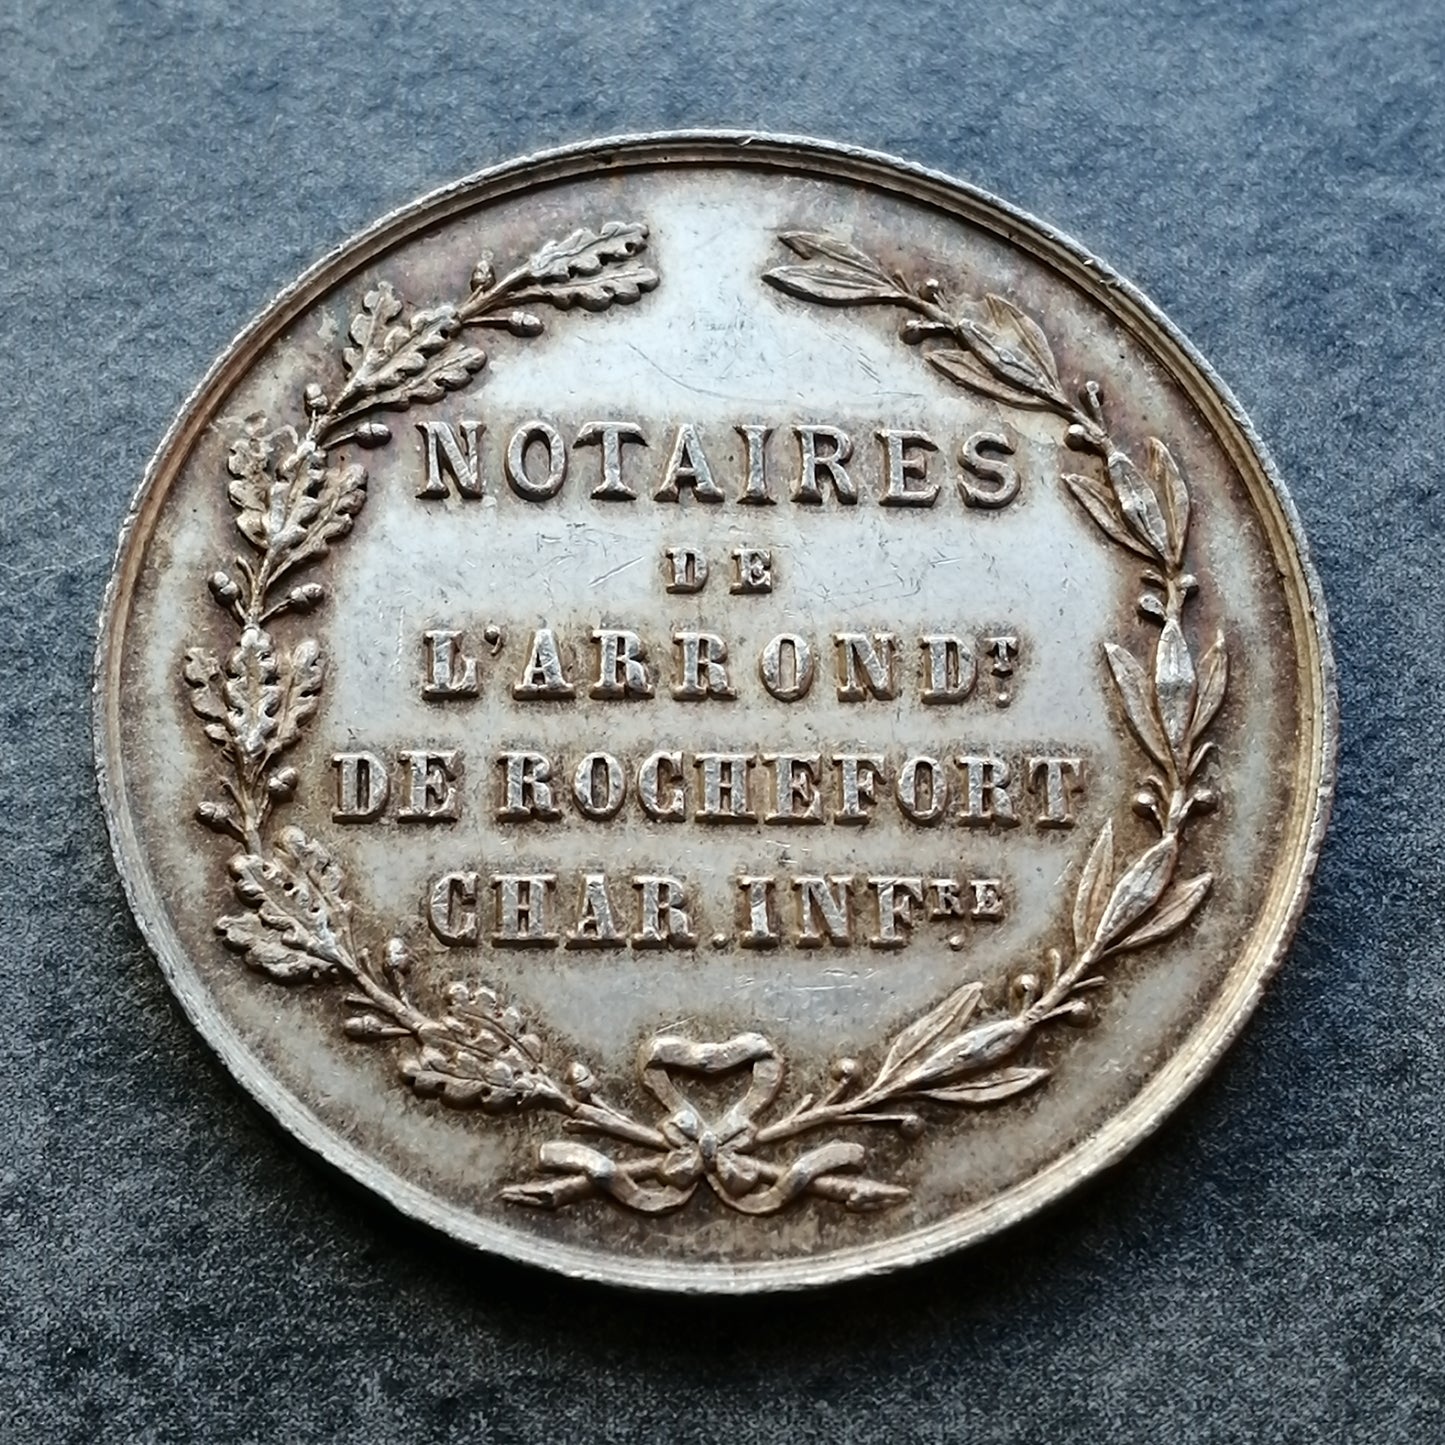 NOTAIRES
DE
L'ARROND.T
DE ROCHEFORT
CHAR.INF.RE